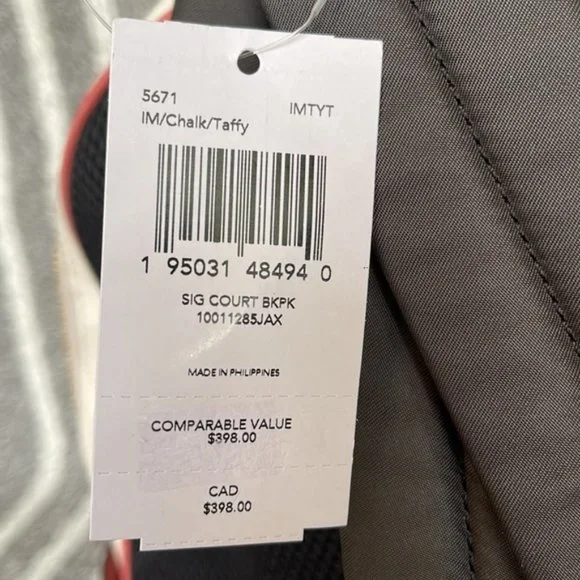 5671 IMTYT
IM/Chalk/Taffy
1 95031 48494 0
SIG COURT BKPK
10011285JAX
MADE IN PHILIPPINES
COMPARABLE VALUE
$398.00
CAD
$398.00